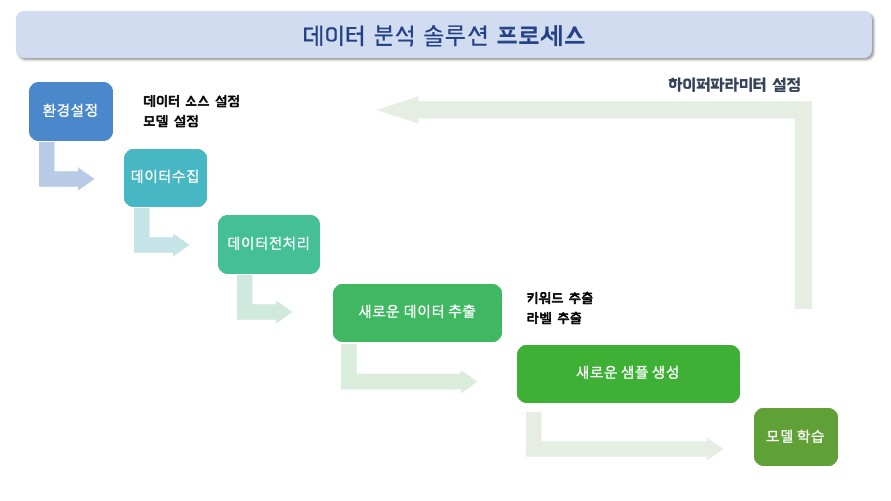 데이터 분석 솔루션 프로세스
하이퍼파라미터 설정
환경설정
데이터 소스 설정
모델 설정
데이터수집
데이터전처리
새로운 데이터 추출
키워드 추출
라벨 추출
새로운 샘플 생성
모델 학습